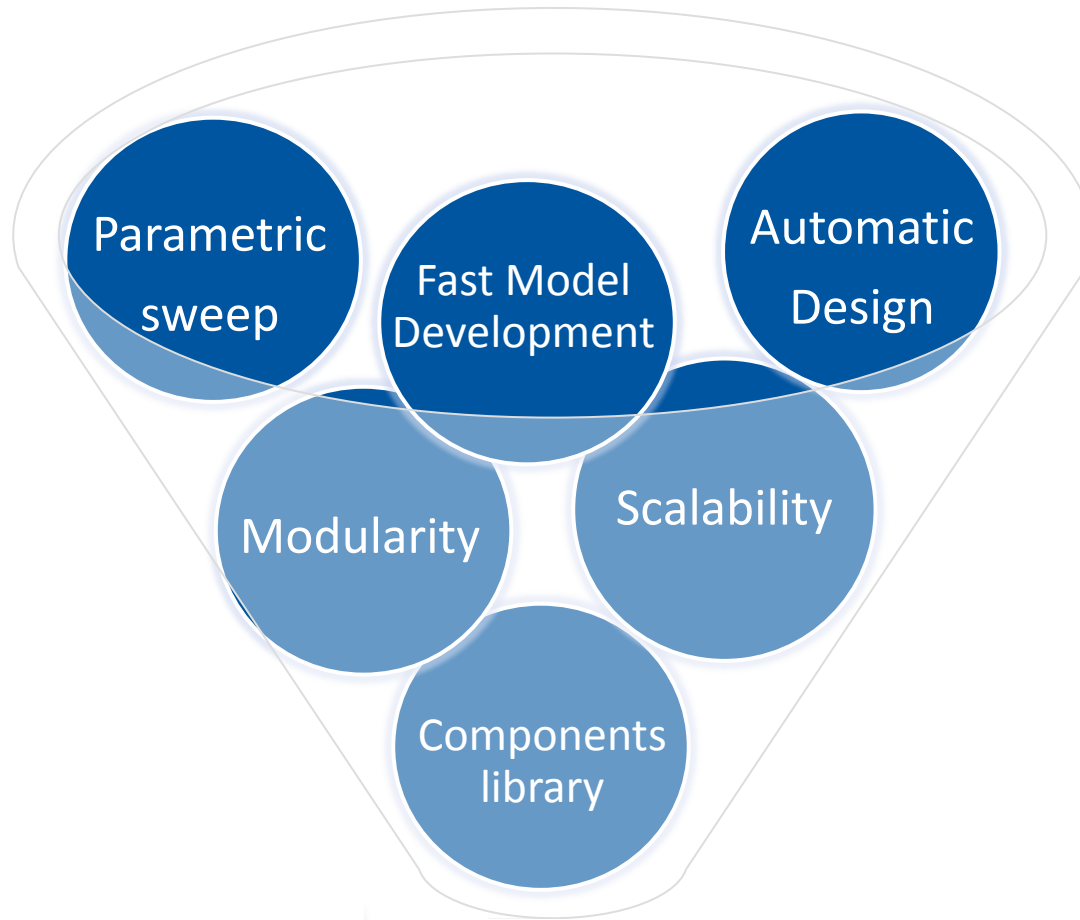 Parametric
sweep
Fast Model
Development
Automatic
Design
Modularity
Scalability
Components
library